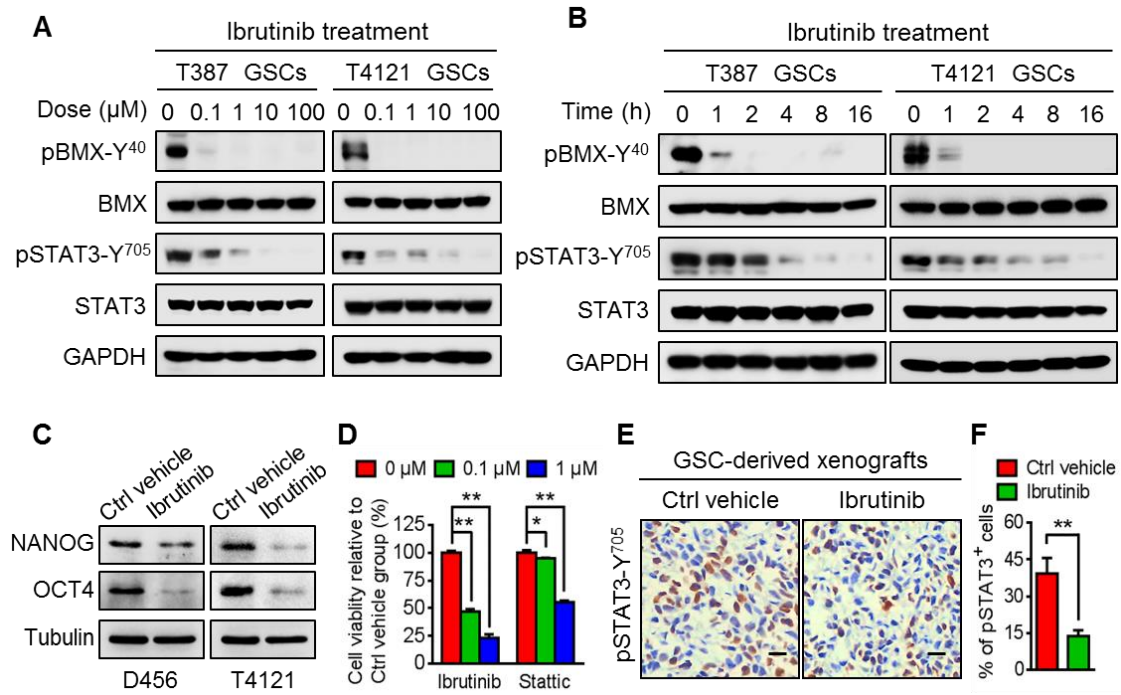 A
Ibrutinib treatment
T387 GSCs T4121 GSCs
Dose (µM) 0 0.1 1 10 100 0 0.1 1 10 100
pBMX-Y40
BMX
pSTAT3-Y705
STAT3
GAPDH
B
Ibrutinib treatment
T387 GSCs T4121 GSCs
Time (h) 0 1 2 4 8 16 0 1 2 4 8 16
pBMX-Y40
BMX
pSTAT3-Y705
STAT3
GAPDH
C
Ctrl vehicle Ibrutinib Ctrl vehicle Ibrutinib
NANOG
OCT4
Tubulin
D456 T4121
D
0 µM 0.1 µM 1 µM
Cell viablity relative to
Ctrl vehicle group (%)
125
100
75
50
25
0
**
**
**
*
Ibrutinib Stattic
E
GSC-derived xenografts
Ctrl vehicle Ibrutinib
pSTAT3-Y705
F
Ctrl vehicle
Ibrutinib
% of pSTAT3+ cells
60
45
30
15
0
**